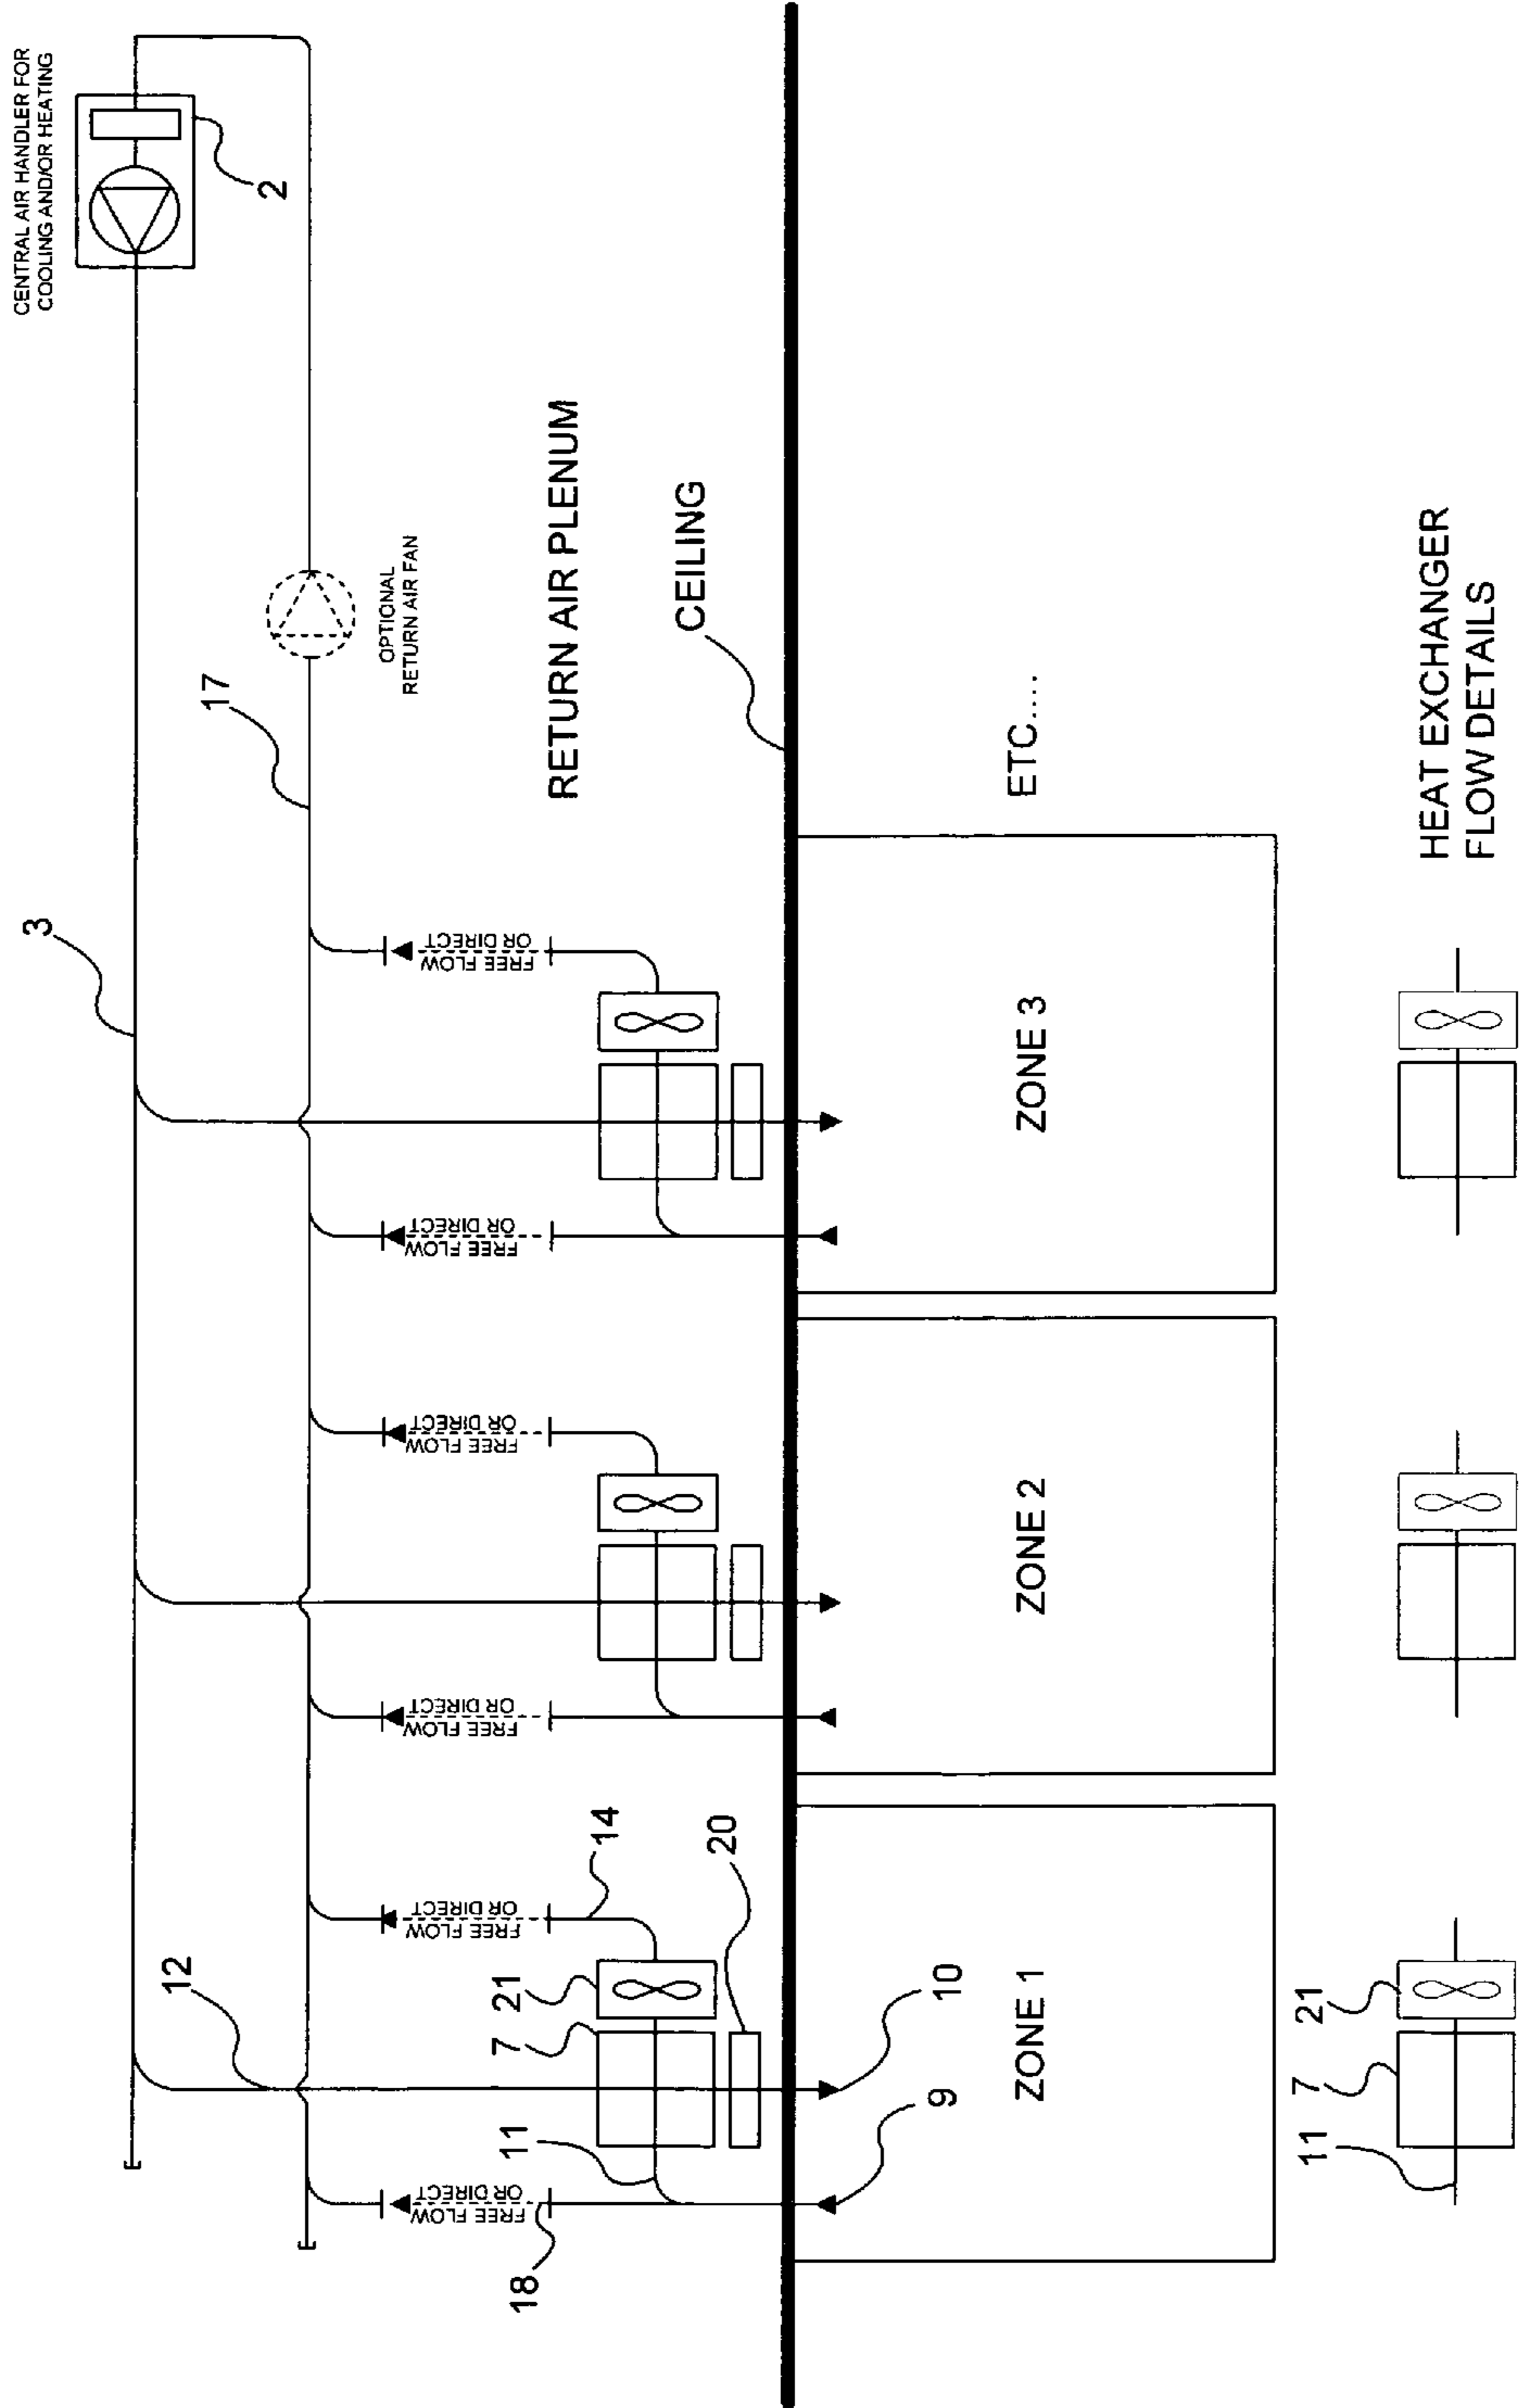 CENTRAL AIR HANDLER FOR
COOLING AND/OR HEATING
2
3
17
OPTIONAL
RETURN AIR FAN
12
RETURN AIR PLENUM
FREE FLOW
OR DIRECT
FREE FLOW
OR DIRECT
FREE FLOW
OR DIRECT
FREE FLOW
OR DIRECT
FREE FLOW
OR DIRECT
FREE FLOW
OR DIRECT
18
14
11
7
21
20
CEILING
9
10
ZONE 1
ZONE 2
ZONE 3
ETC....
11
7
21
HEAT EXCHANGER
FLOW DETAILS